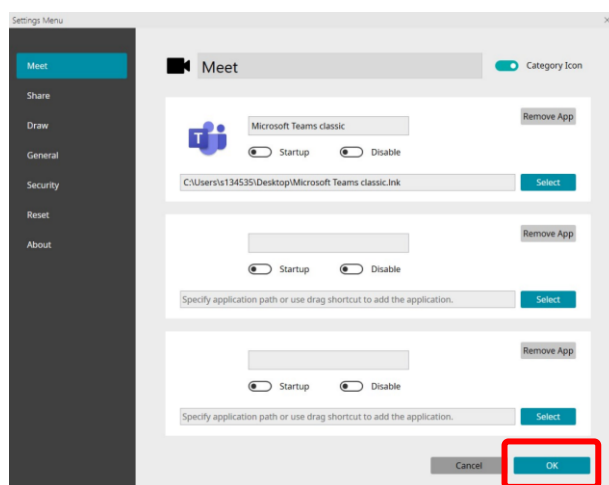 Settings Menu
Meet
Share
Draw
General
Security
Reset
About
Meet
Category Icon
T
Microsoft Teams classic
Remove App
Startup
Disable
C:\Users\s134535\Desktop\Microsoft Teams classic.lnk
Select
Remove App
Startup
Disable
Specify application path or use drag shortcut to add the application.
Select
Remove App
Startup
Disable
Specify application path or use drag shortcut to add the application.
Select
Cancel
OK